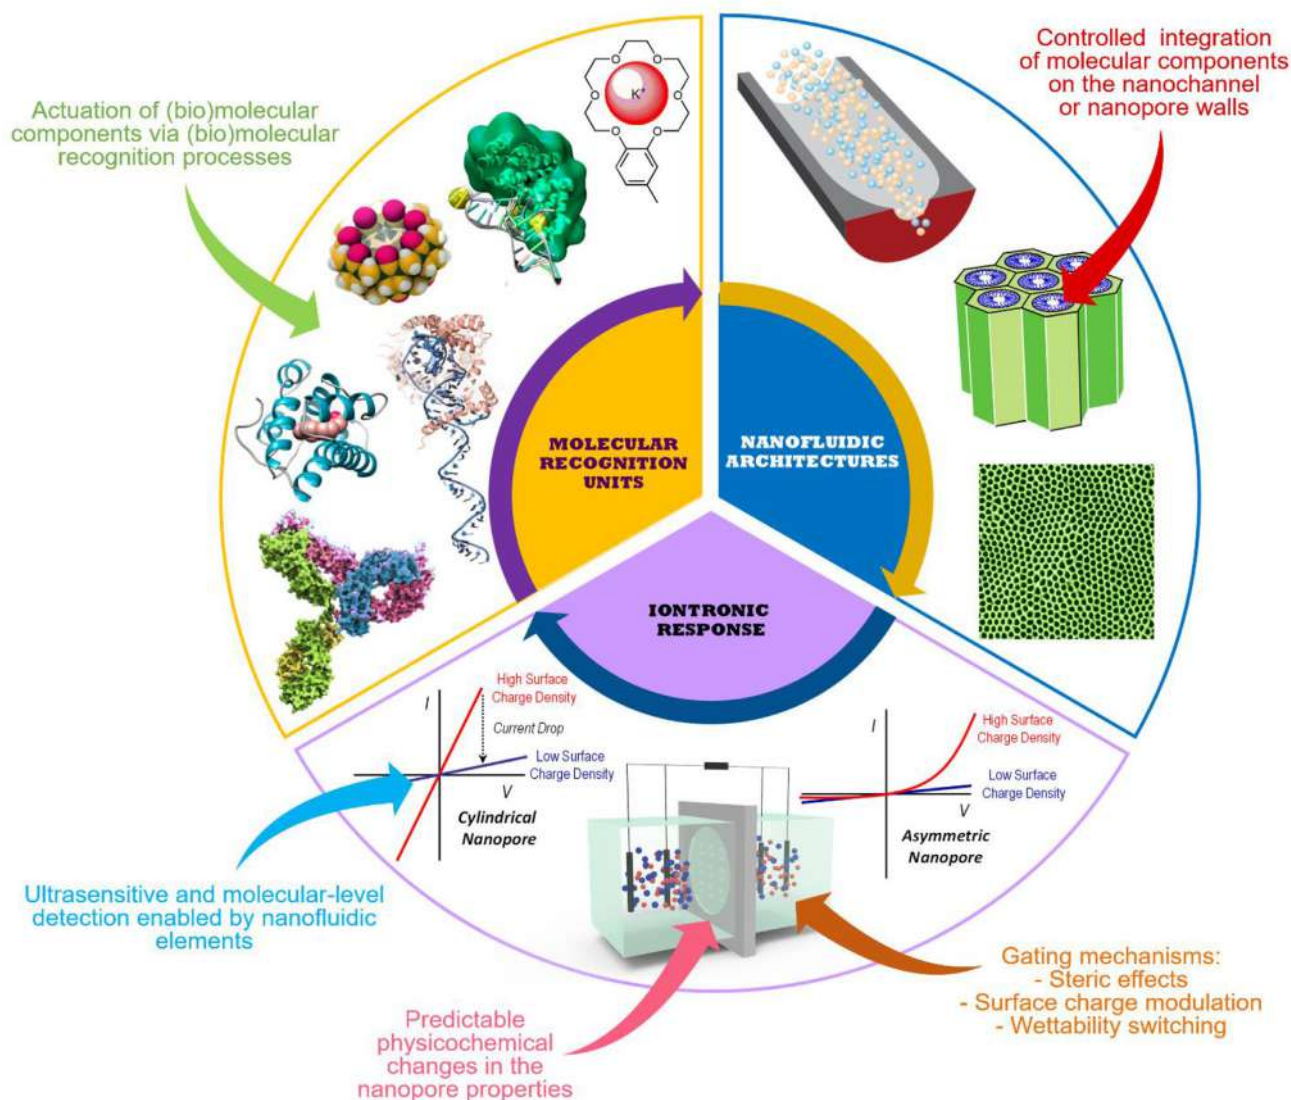 Actuation of (bio)molecular
components via (bio)molecular
recognition processes
K⁺
O
O
O
O
O
O
Controlled integration
of molecular components
on the nanochannel
or nanopore walls
MOLECULAR
RECOGNITION
UNITS
NANOFLUIDIC
ARCHITECTURES
IONTRONIC
RESPONSE
I
High Surface
Charge Density
Current Drop
Low Surface
Charge Density
V
Cylindrical
Nanopore
I
High Surface
Charge Density
Low Surface
Charge Density
V
Asymmetric
Nanopore
Ultrasensitive and molecular-level
detection enabled by nanofluidic
elements
Predictable
physicochemical
changes in the
nanopore properties
Gating mechanisms:
- Steric effects
- Surface charge modulation
- Wettability switching